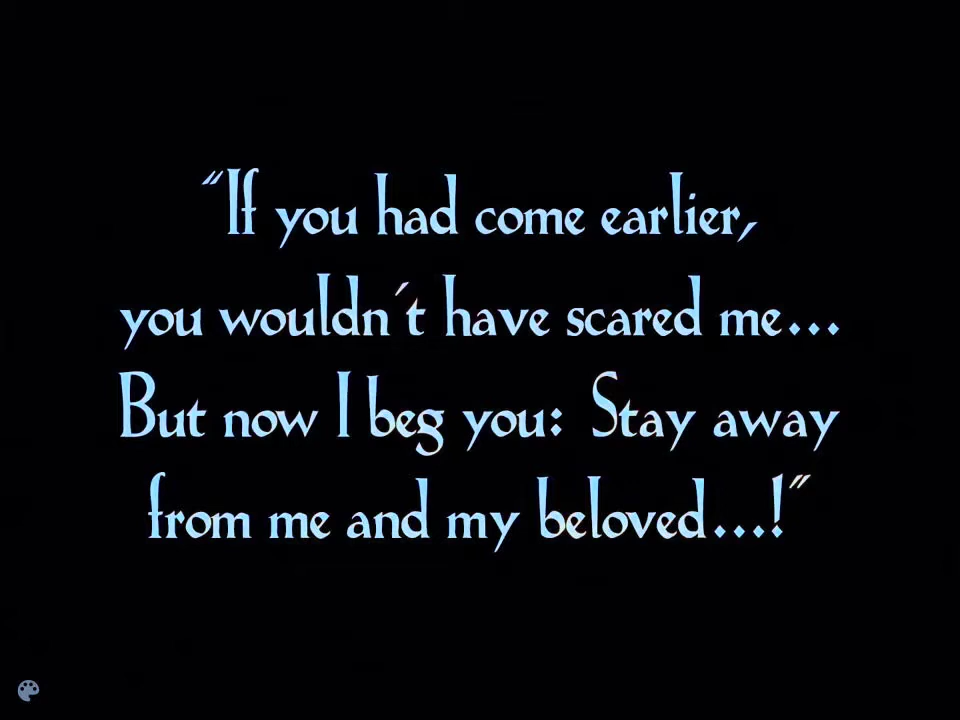 "If you had come earlier,
you wouldn´t have scared me...
But now I beg you: Stay away
from me and my beloved...!"